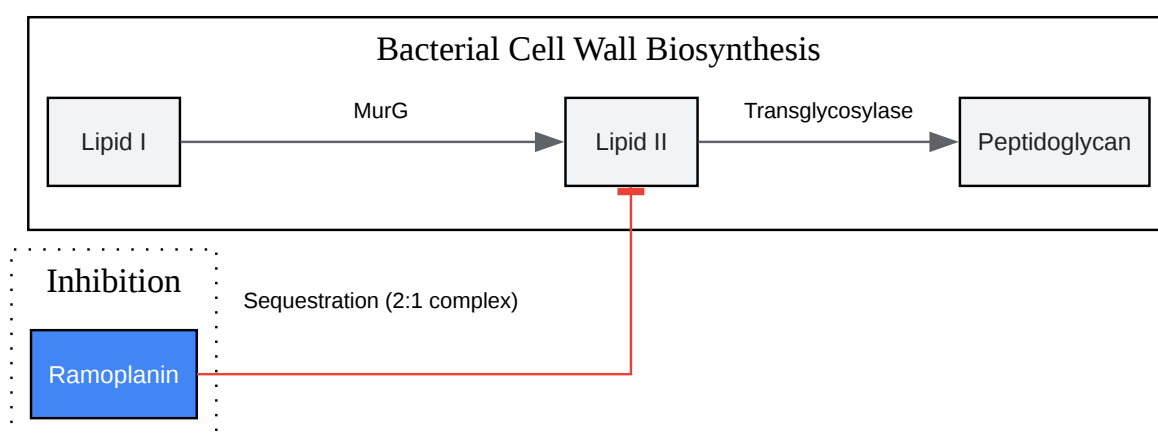 Bacterial Cell Wall Biosynthesis
MurG
Transglycosylase
Lipid I
Lipid II
Peptidoglycan
Inhibition
Sequestration (2:1 complex)
Ramoplanin